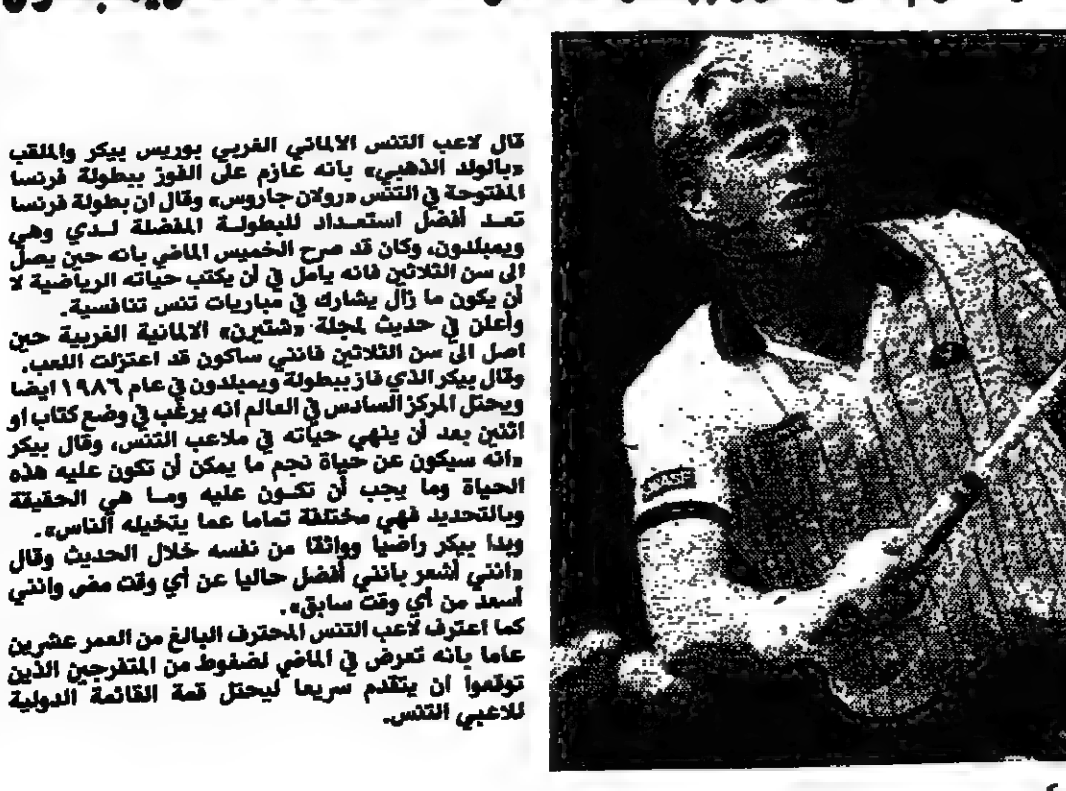 قال لاعب التنس الالماني الغربي بوريس بيكر والملقب
«بالولد الذهبي» بانه عازم على الفوز ببطولة فرنسا
المفتوحة في التنس «رولان جاروس» وقال ان بطولة فرنسا
تعـد أفضل استعـداد للبطولـة المفضلة لـدي وهي
ويمبلدون، وكان قد صرح الخميس الماضي بانه حين يصل
الى سن الثلاثين فانه يامل في أن يكتب حياته الرياضية لا
أن يكون ما زال يشارك في مباريات تنس تنافسية.
وأعلن في حديث لمجلة «شتيرن» الالمانية الغربية حين
اصل الى سن الثلاثين فانني ساكون قد اعتزلت اللعب.
وقال بيكر الذي فاز ببطولة ويمبلدون في عام ١٩٨٦ ايضا
ويحتل المركز السادس في العالم انه يرغب في وضع كتاب او
اثنين بعد أن ينهي حياته في ملاعب التنس، وقال بيكر
«انه سيكون عن حياة نجم ما يمكن أن تكون عليه هذه
الحياة وما يجب أن تكـون عليه ومـا هي الحقيقة
وبالتحديد فهي مختلفة تماما عما يتخيله الناس».
وبدا بيكر راضيا وواثقا من نفسه خلال الحديث وقال
«انني أشعر بانني أفضل حاليا عن أي وقت مضى وانني
أسعد من أي وقت سابق».
كما اعترف لاعب التنس المحترف البالغ من العمر عشرين
عاما بانه تعرض في الماضي لضغوط من المتفرجين الذين
توقعوا ان يتقدم سريعا ليحتل قمة القائمة الدولية
للاعبي التنس.